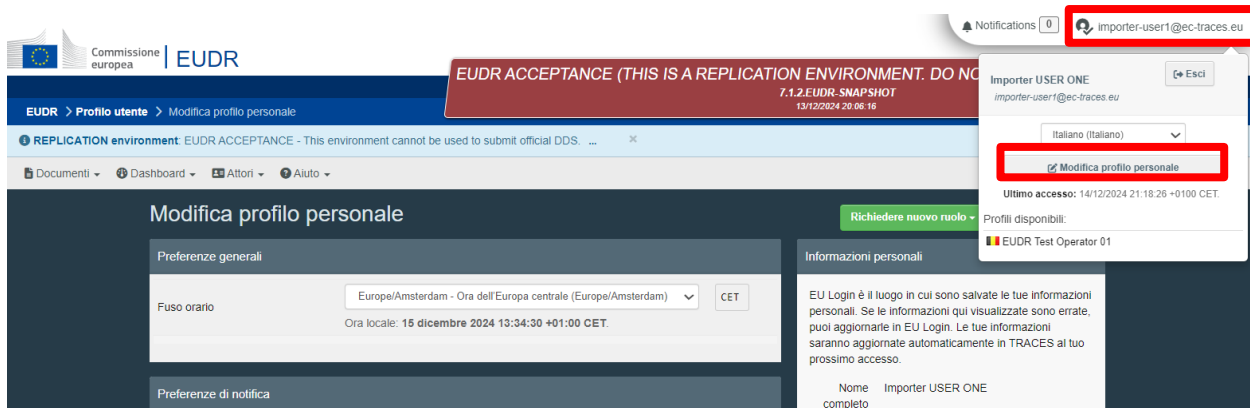 Notifications 0 importer-user1@ec-traces.eu
Commissione
europea
EUDR
EUDR ACCEPTANCE (THIS IS A REPLICATION ENVIRONMENT. DO NO
7.1.2.EUDR-SNAPSHOT
13/12/2024 20:06:16
Importer USER ONE
Esci
importer-user1@ec-traces.eu
EUDR > Profilo utente > Modifica profilo personale
Italiano (Italiano)
REPLICATION environment: EUDR ACCEPTANCE - This environment cannot be used to submit official DDS. ... ×
Modifica profilo personale
Documenti Dashboard Attori Aiuto
Ultimo accesso: 14/12/2024 21:18:26 +0100 CET.
Modifica profilo personale
Richiedere nuovo ruolo
Profili disponibili:
EUDR Test Operator 01
Preferenze generali
Fuso orario
Europe/Amsterdam - Ora dell'Europa centrale (Europe/Amsterdam)
CET
Ora locale: 15 dicembre 2024 13:34:30 +01:00 CET.
Preferenze di notifica
Informazioni personali
EU Login è il luogo in cui sono salvate le tue informazioni
personali. Se le informazioni qui visualizzate sono errate,
puoi aggiornarle in EU Login. Le tue informazioni
saranno aggiornate automaticamente in TRACES al tuo
prossimo accesso.
Nome Importer USER ONE
completo